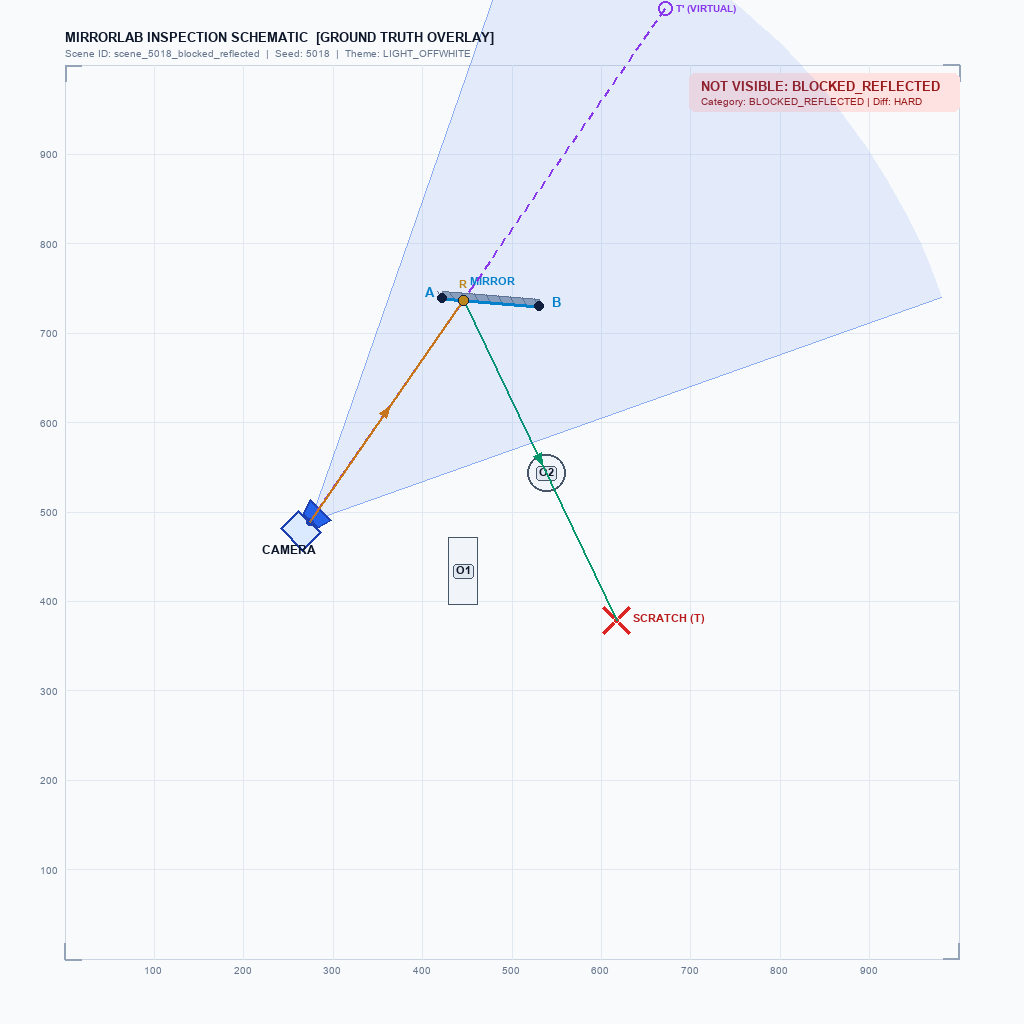 T' (VIRTUAL)
MIRRORLAB INSPECTION SCHEMATIC  [GROUND TRUTH OVERLAY]
Scene ID: scene_5018_blocked_reflected  |  Seed: 5018  |  Theme: LIGHT_OFFWHITE
NOT VISIBLE: BLOCKED_REFLECTED
Category: BLOCKED_REFLECTED | Diff: HARD
900
800
R MIRROR
A
B
700
600
O2
500
CAMERA
O1
400
SCRATCH (T)
300
200
100
100 200 300 400 500 600 700 800 900